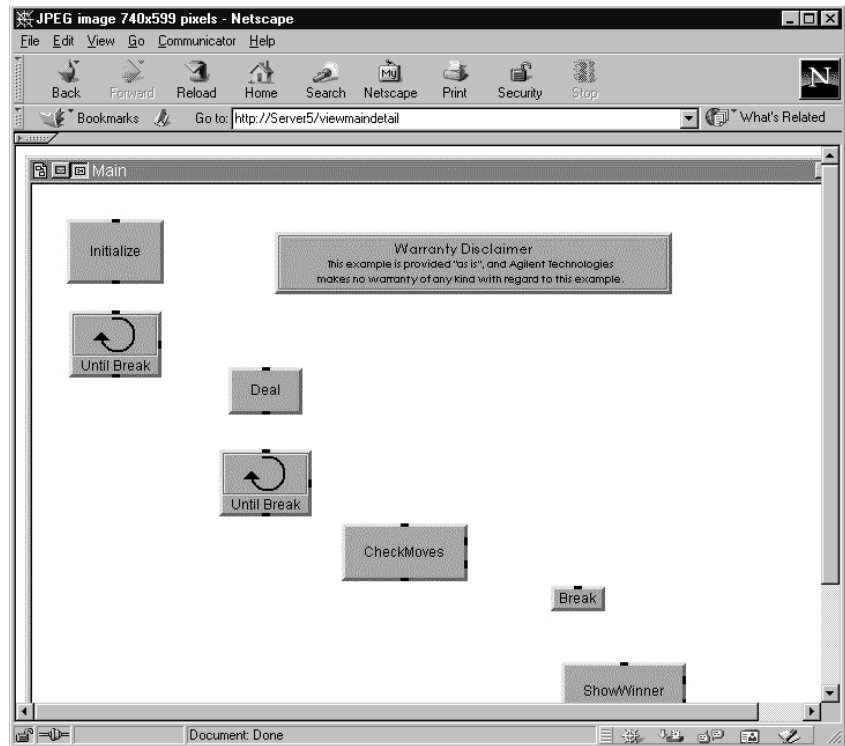 JPEG image 740x599 pixels - Netscape
File Edit View Go Communicator Help
Back Forward Reload Home Search Netscape Print Security Stop
My
N
Bookmarks Go to: http://Server5/viewmaindetail What's Related
Main
Initialize
Warranty Disclaimer
This example is provided "as is", and Agilent Technologies
makes no warranty of any kind with regard to this example.
Until Break
Deal
Until Break
CheckMoves
Break
ShowWinner
Document: Done